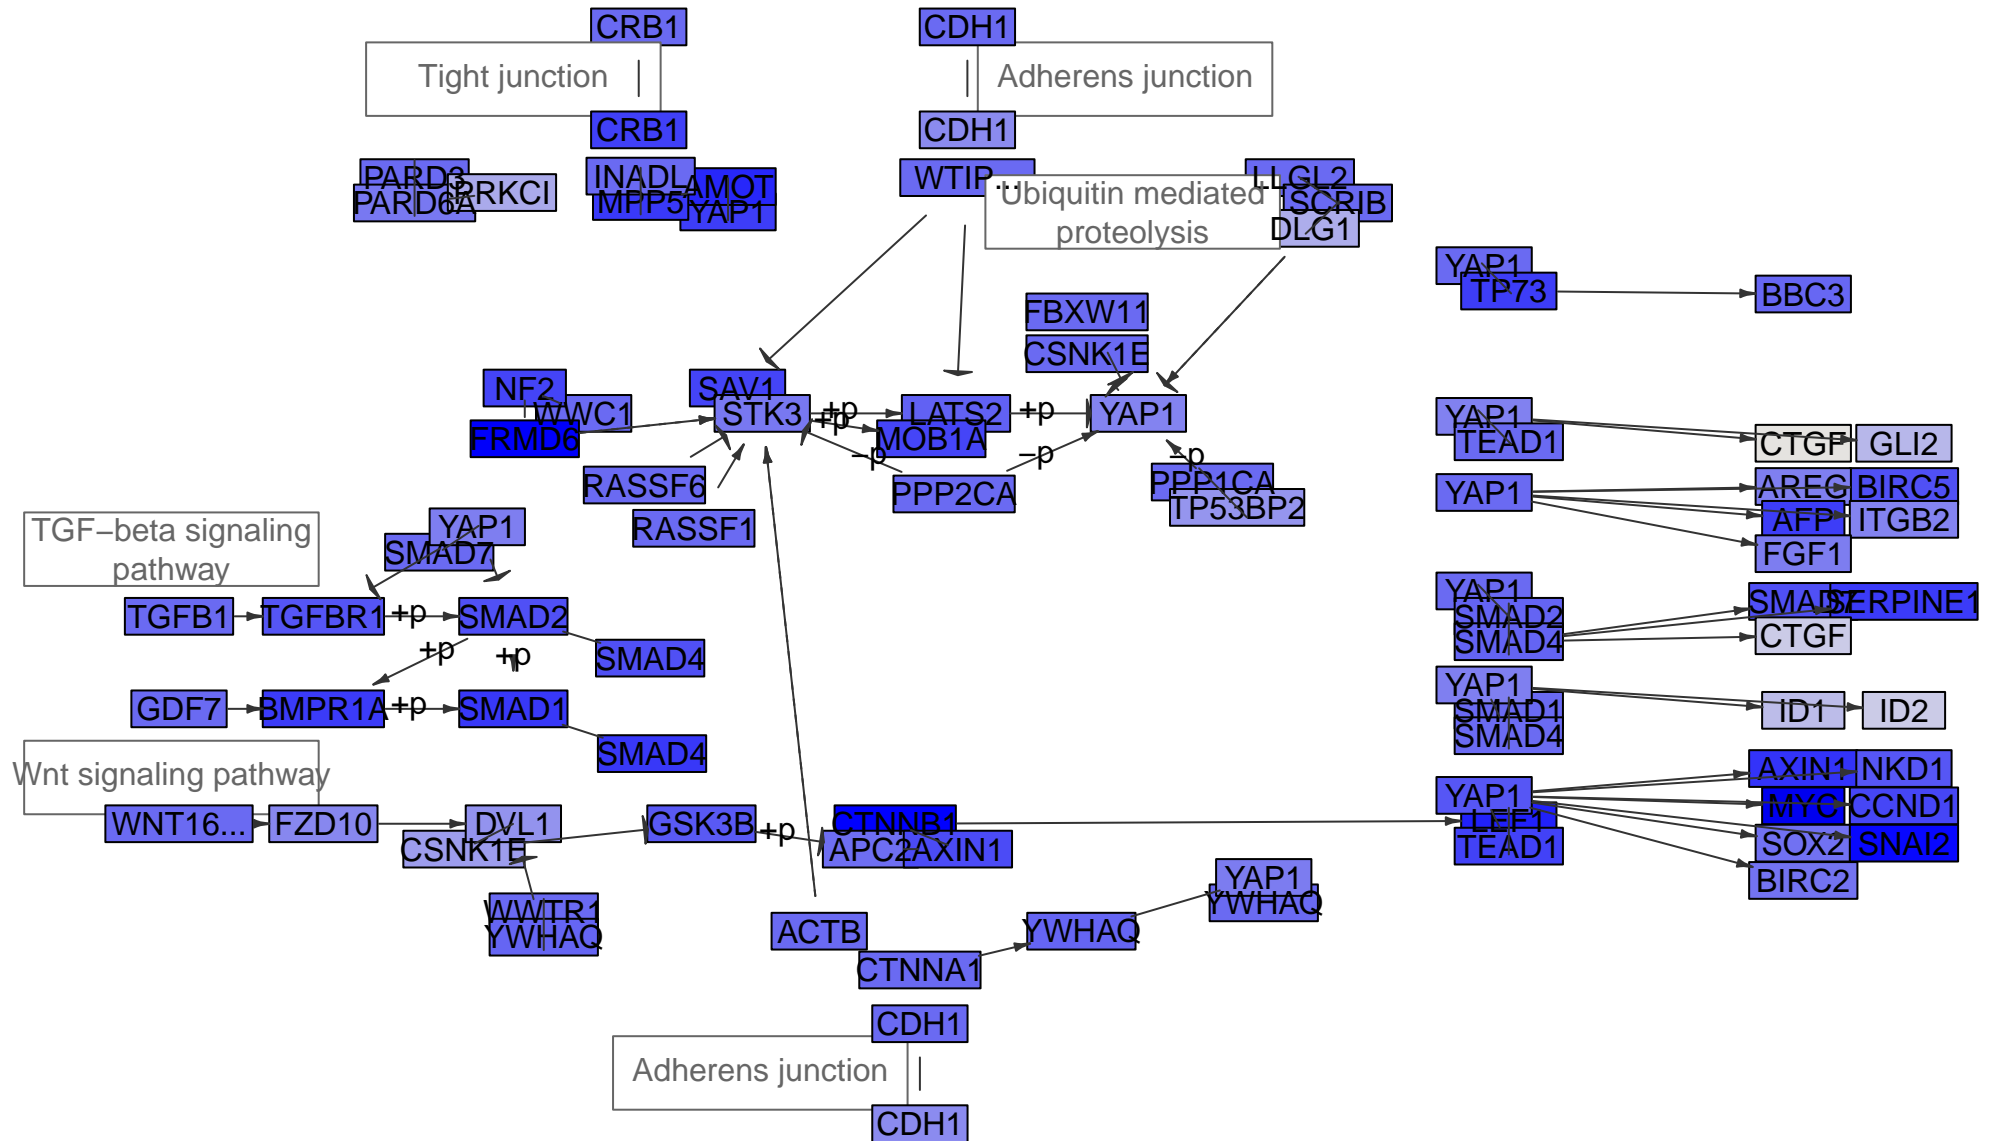 CRB1
CDH1
Tight junction
Adherens junction
CRB1
CDH1
PARD3
PRKCI
PARD6A
INADL
AMOT
MPP5
YAP1
WTIP...
LLGL2
SCRIB
DLG1
Ubiquitin mediated
proteolysis
YAP1
TP73
BBC3
FBXW11
CSNK1E
NF2
WWC1
FRMD6
SAV1
STK3
+p
+p
LATS2
MOB1A
+p
YAP1
−p
−p
−p
RASSF6
RASSF1
PPP2CA
PPP1CA
TP53BP2
YAP1
TEAD1
CTGF
GLI2
YAP1
AREG
BIRC5
AFP
ITGB2
FGF1
TGF−beta signaling
pathway
YAP1
SMAD7
TGFB1
TGFBR1
+p
SMAD2
SMAD4
+p
+p
GDF7
BMPR1A
+p
SMAD1
SMAD4
YAP1
SMAD2
SMAD4
SMAD7
SERPINE1
CTGF
YAP1
SMAD1
SMAD4
ID1
ID2
Wnt signaling pathway
WNT16...
FZD10
DVL1
CSNK1E
GSK3B
+p
CTNNB1
APC2
AXIN1
YAP1
LEF1
TEAD1
AXIN1
NKD1
MYC
CCND1
SOX2
SNAI2
BIRC2
WWTR1
YWHAQ
ACTB
CTNNA1
YWHAQ
YAP1
YWHAQ
CDH1
Adherens junction
CDH1